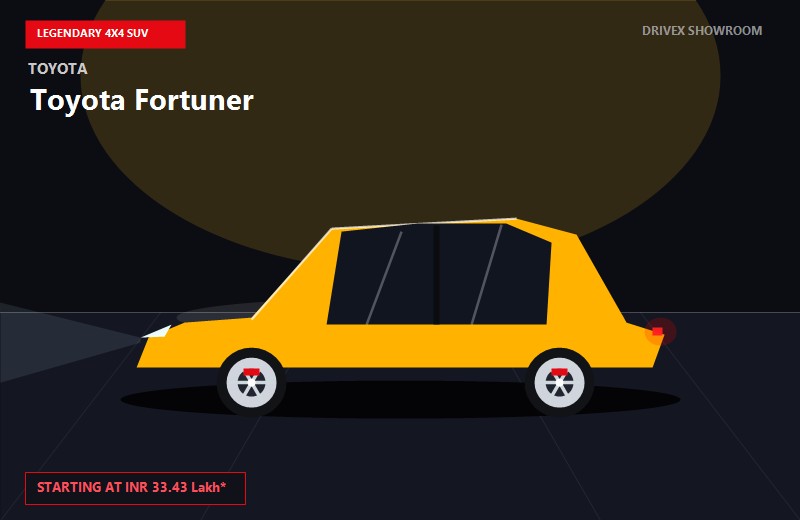 LEGENDARY 4X4 SUV
DRIVEX SHOWROOM
TOYOTA
Toyota Fortuner
STARTING AT INR 33.43 Lakh*